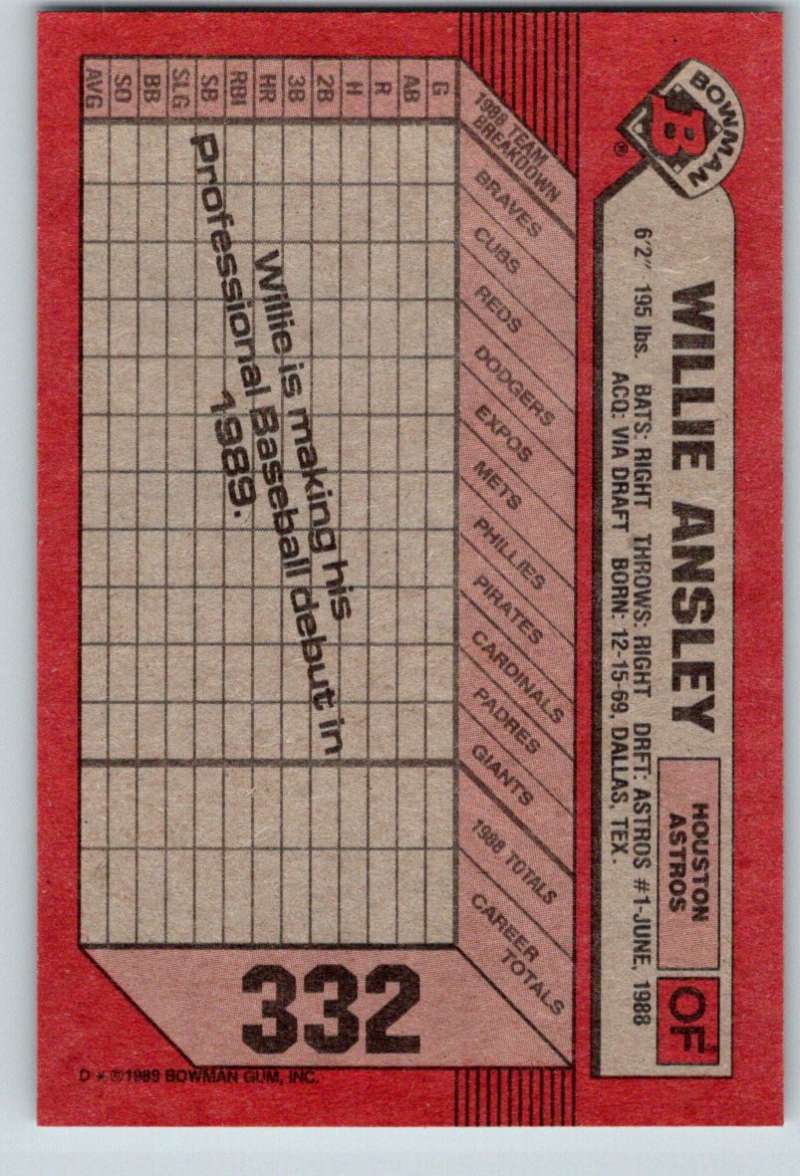 BOWMAN
B
®
WILLIE ANSLEY
HOUSTON
ASTROS
OF
6'2" 195 lbs. BATS: RIGHT THROWS: RIGHT DRFT: ASTROS #1-JUNE, 1988
ACQ: VIA DRAFT BORN: 12-15-69, DALLAS, TEX.
1988 TEAM
BREAKDOWN
BRAVES
CUBS
REDS
DODGERS
EXPOS
METS
PHILLIES
PIRATES
CARDINALS
PADRES
GIANTS
1988 TOTALS
CAREER
TOTALS
G
AB
R
H
2B
3B
HR
RBI
SB
SLG
BB
SO
AVG
Willie is making his
Professional Baseball debut in
1989.
332
D * ©1989 BOWMAN GUM, INC.